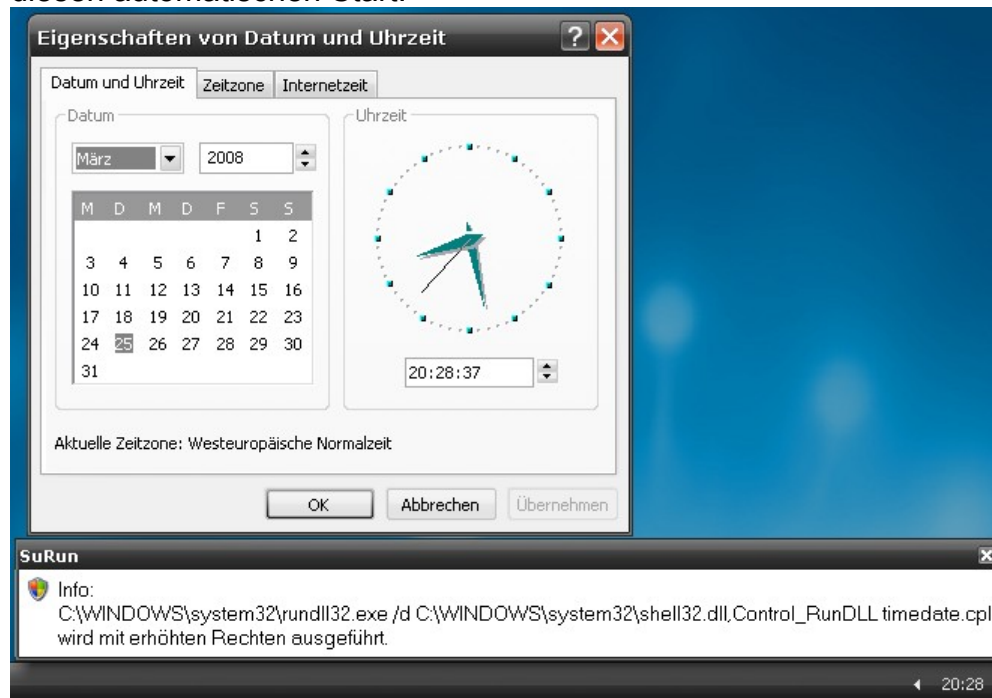 diesen automatischen Start.
Eigenschaften von Datum und Uhrzeit
Datum und Uhrzeit Zeitzone Internetzeit
Datum
Uhrzeit
März 2008
M D M D F S S
1 2
3 4 5 6 7 8 9
10 11 12 13 14 15 16
17 18 19 20 21 22 23
24 25 26 27 28 29 30
31
20:28:37
Aktuelle Zeitzone: Westeuropäische Normalzeit
OK Abbrechen Übernehmen
SuRun
Info:
C:\WINDOWS\system32\rundll32.exe /d C:\WINDOWS\system32\shell32.dll,Control_RunDLL timedate.cpl
wird mit erhöhten Rechten ausgeführt.
20:28